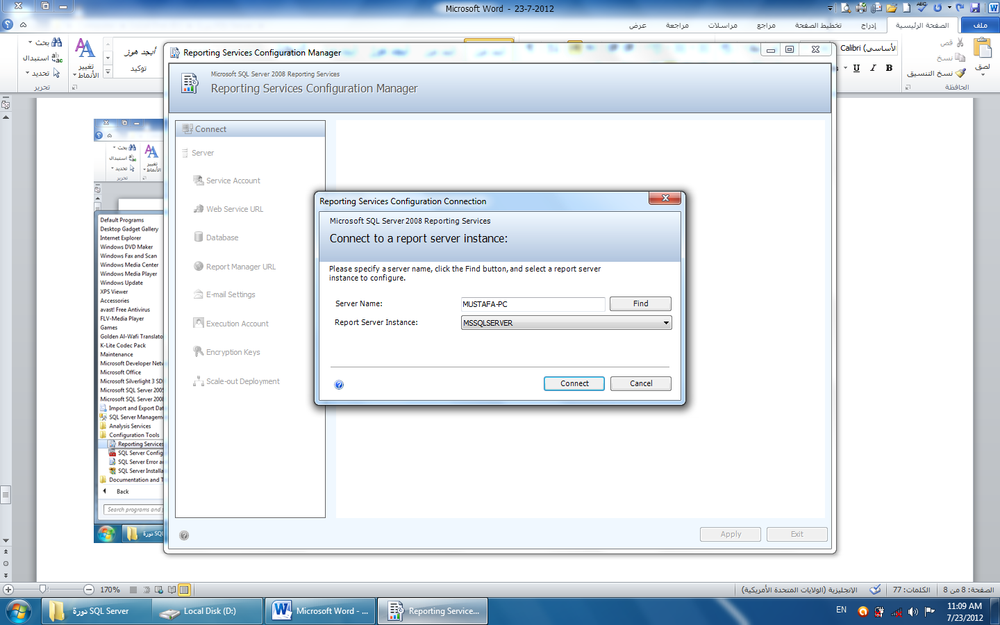 Microsoft Word - 23-7-2012
ملف
الصفحة الرئيسية
إدراج
تخطيط الصفحة
مراجع
مراسلات
مراجعة
عرض
لصق
قص
نسخ
نسخ التنسيق
الحافظة
Calibri (الأساسي)
أبجد هوز
توكيد
تغيير
الأنماط
بحث
استبدال
تحديد
تحرير
Reporting Services Configuration Manager
Microsoft SQL Server 2008 Reporting Services
Reporting Services Configuration Manager
Connect
Server
Service Account
Web Service URL
Database
Report Manager URL
E-mail Settings
Execution Account
Encryption Keys
Scale-out Deployment
Reporting Services Configuration Connection
Microsoft SQL Server 2008 Reporting Services
Connect to a report server instance:
Please specify a server name, click the Find button, and select a report server
instance to configure.
Server Name:
MUSTAFA-PC
Find
Report Server Instance:
MSSQLSERVER
Connect
Cancel
Apply
Exit
بحث
استبدال
تحديد
تحرير
تغيير
الأنماط
Default Programs
Desktop Gadget Gallery
Internet Explorer
Windows DVD Maker
Windows Fax and Scan
Windows Media Center
Windows Media Player
Windows Update
XPS Viewer
Accessories
avast! Free Antivirus
FLV-Media Player
Games
Golden Al-Wafi Translato
K-Lite Codec Pack
Maintenance
Microsoft Developer Netw
Microsoft Office
Microsoft Silverlight 3 SD
Microsoft SQL Server 2005
Microsoft SQL Server 2008
Import and Export Dat
SQL Server Managem
Analysis Services
Configuration Tools
Reporting Services
SQL Server Config
SQL Server Error an
SQL Server Installa
Documentation and T
Back
Search programs and
دورة SQL
170%
الصفحة: 8 من 8
الكلمات: 77
الإنجليزية (الولايات المتحدة الأمريكية)
دورة SQL Server
Local Disk (D:)
Microsoft Word - ...
Reporting Service...
EN
11:09 AM
7/23/2012